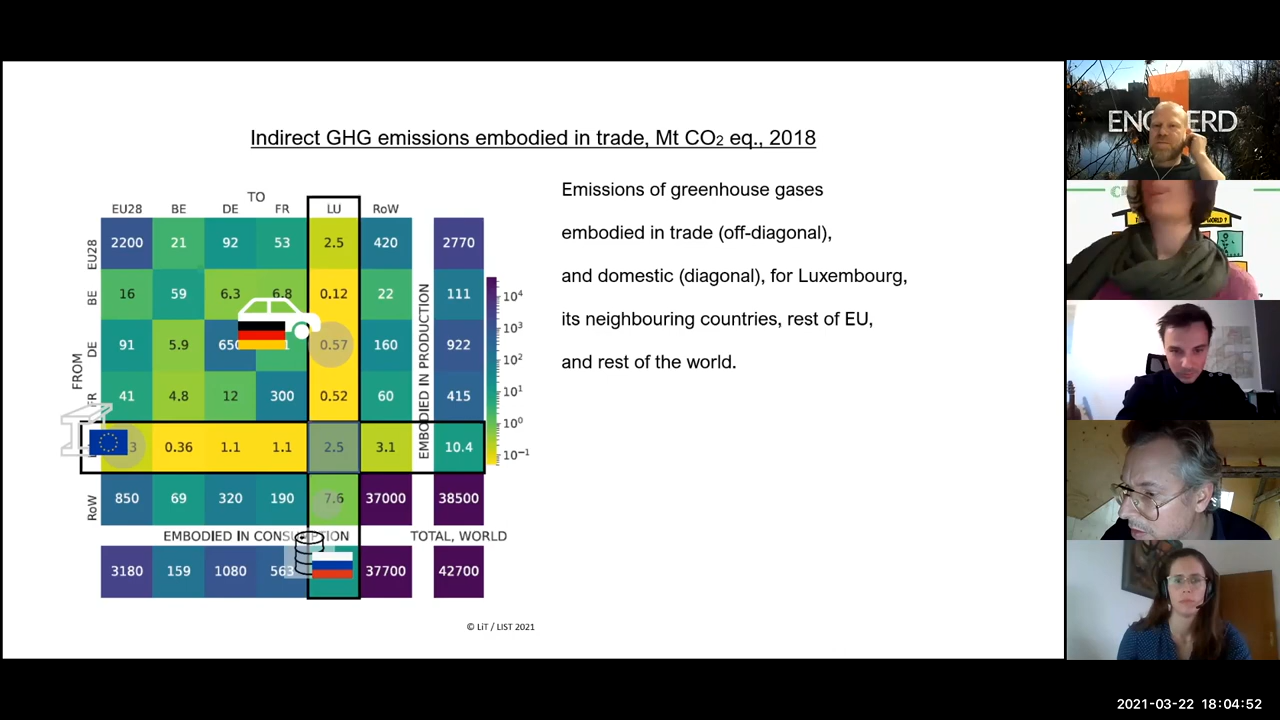 Indirect GHG emissions embodied in trade, Mt CO2 eq., 2018
TO
EU28 BE DE FR LU RoW
EU28 2200 21 92 53 2.5 420 2770
BE 16 59 6.3 6.8 0.12 22 111
DE 91 5.9 0.57 160 922
FR 41 4.8 12 300 0.52 60 415
0.36 1.1 1.1 2.5 3.1 10.4
RoW 850 69 320 190 7.6 37000 38500
FROM
EMBODIED IN PRODUCTION
10⁴
10³
10²
10¹
10⁰
10⁻¹
EMBODIED IN TOTAL, WORLD
3180 159 1080 563 37700 42700
© LiT / LIST 2021
Emissions of greenhouse gases
embodied in trade (off-diagonal),
and domestic (diagonal), for Luxembourg,
its neighbouring countries, rest of EU,
and rest of the world.
2021-03-22 18:04:52